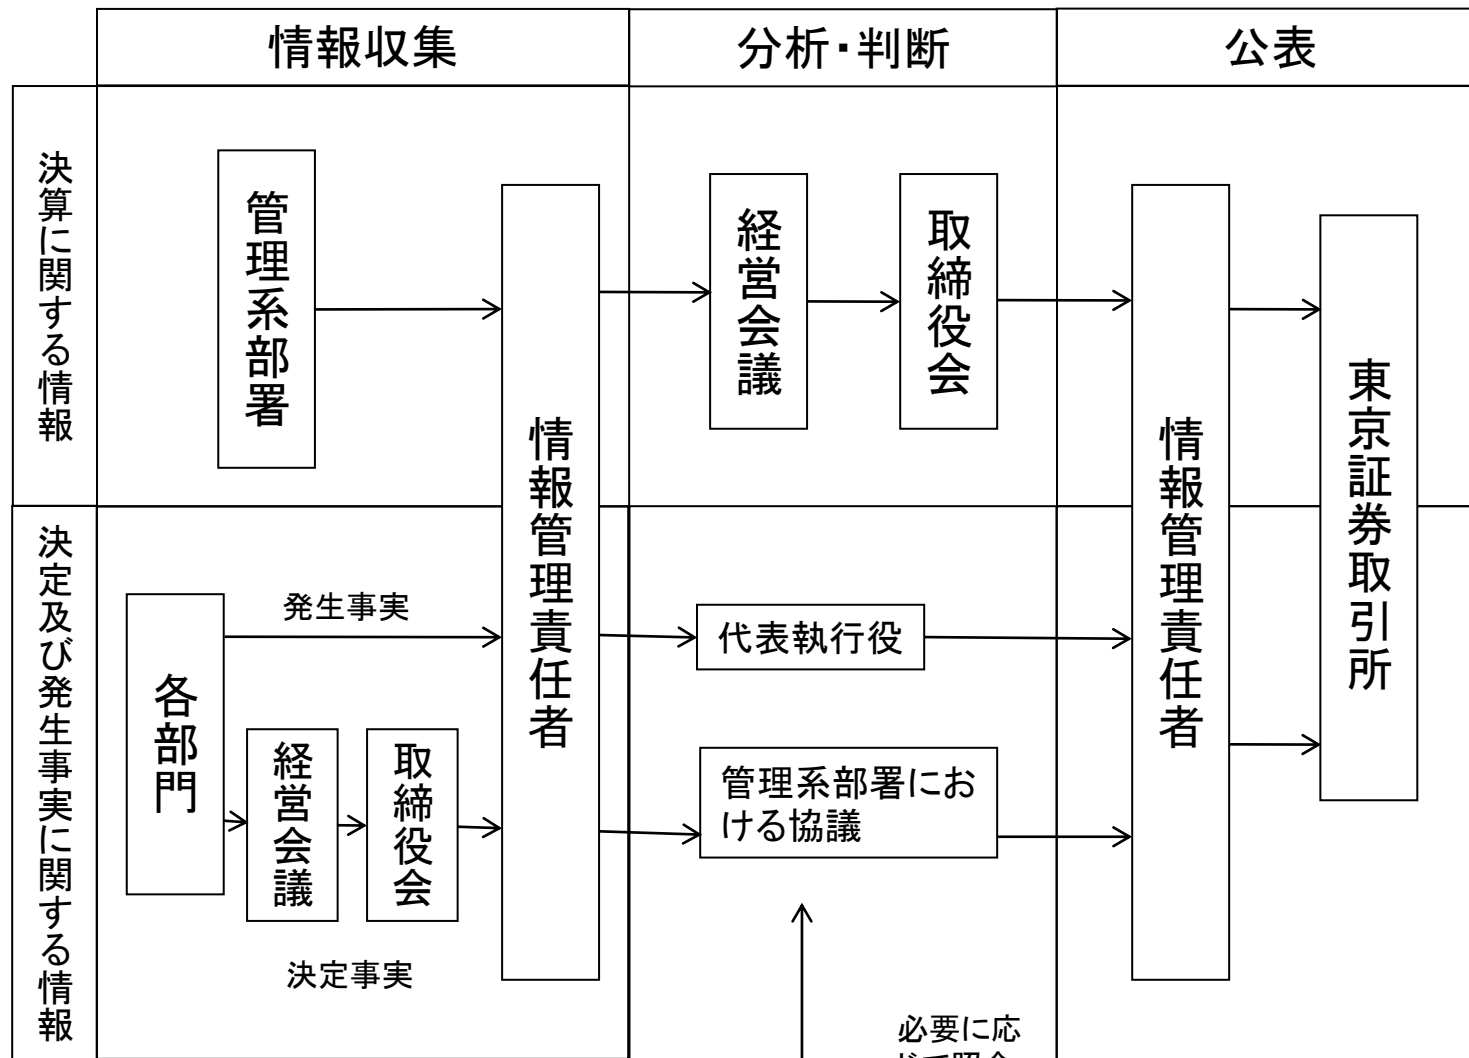 情報収集
分析・判断
公表
決算に関する情報
管理系部署
情報管理責任者
経営会議
取締役会
情報管理責任者
東京証券取引所
決定及び発生事実に関する情報
各部門
発生事実
経営会議
取締役会
決定事実
代表執行役
管理系部署にお
ける協議
必要に応
じて照会